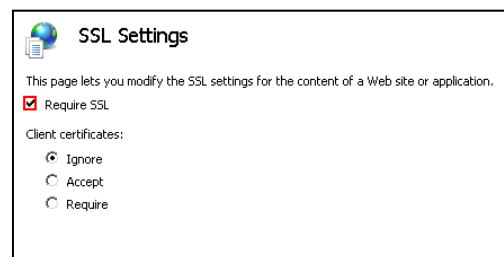 SSL Settings
This page lets you modify the SSL settings for the content of a Web site or application.
Require SSL
Client certificates:
Ignore
Accept
Require